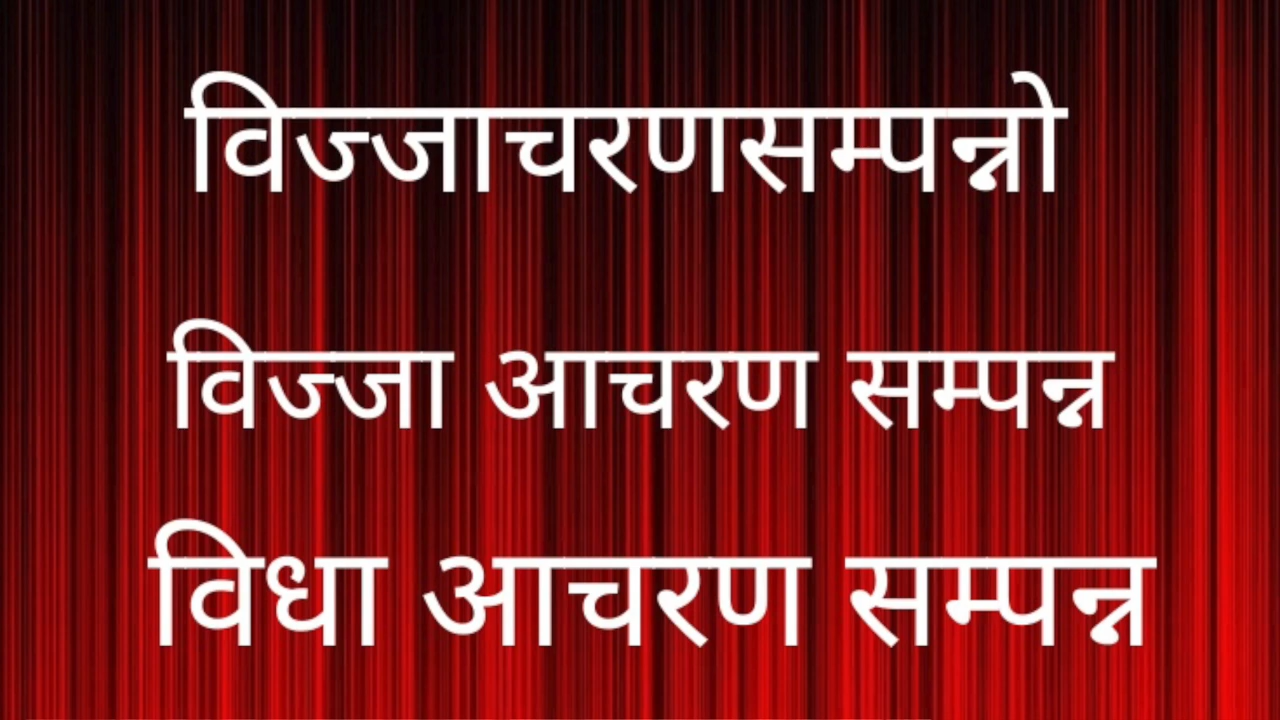 विज्जाचरणसम्पन्नो
विज्जा आचरण सम्पन्न
विधा आचरण सम्पन्न